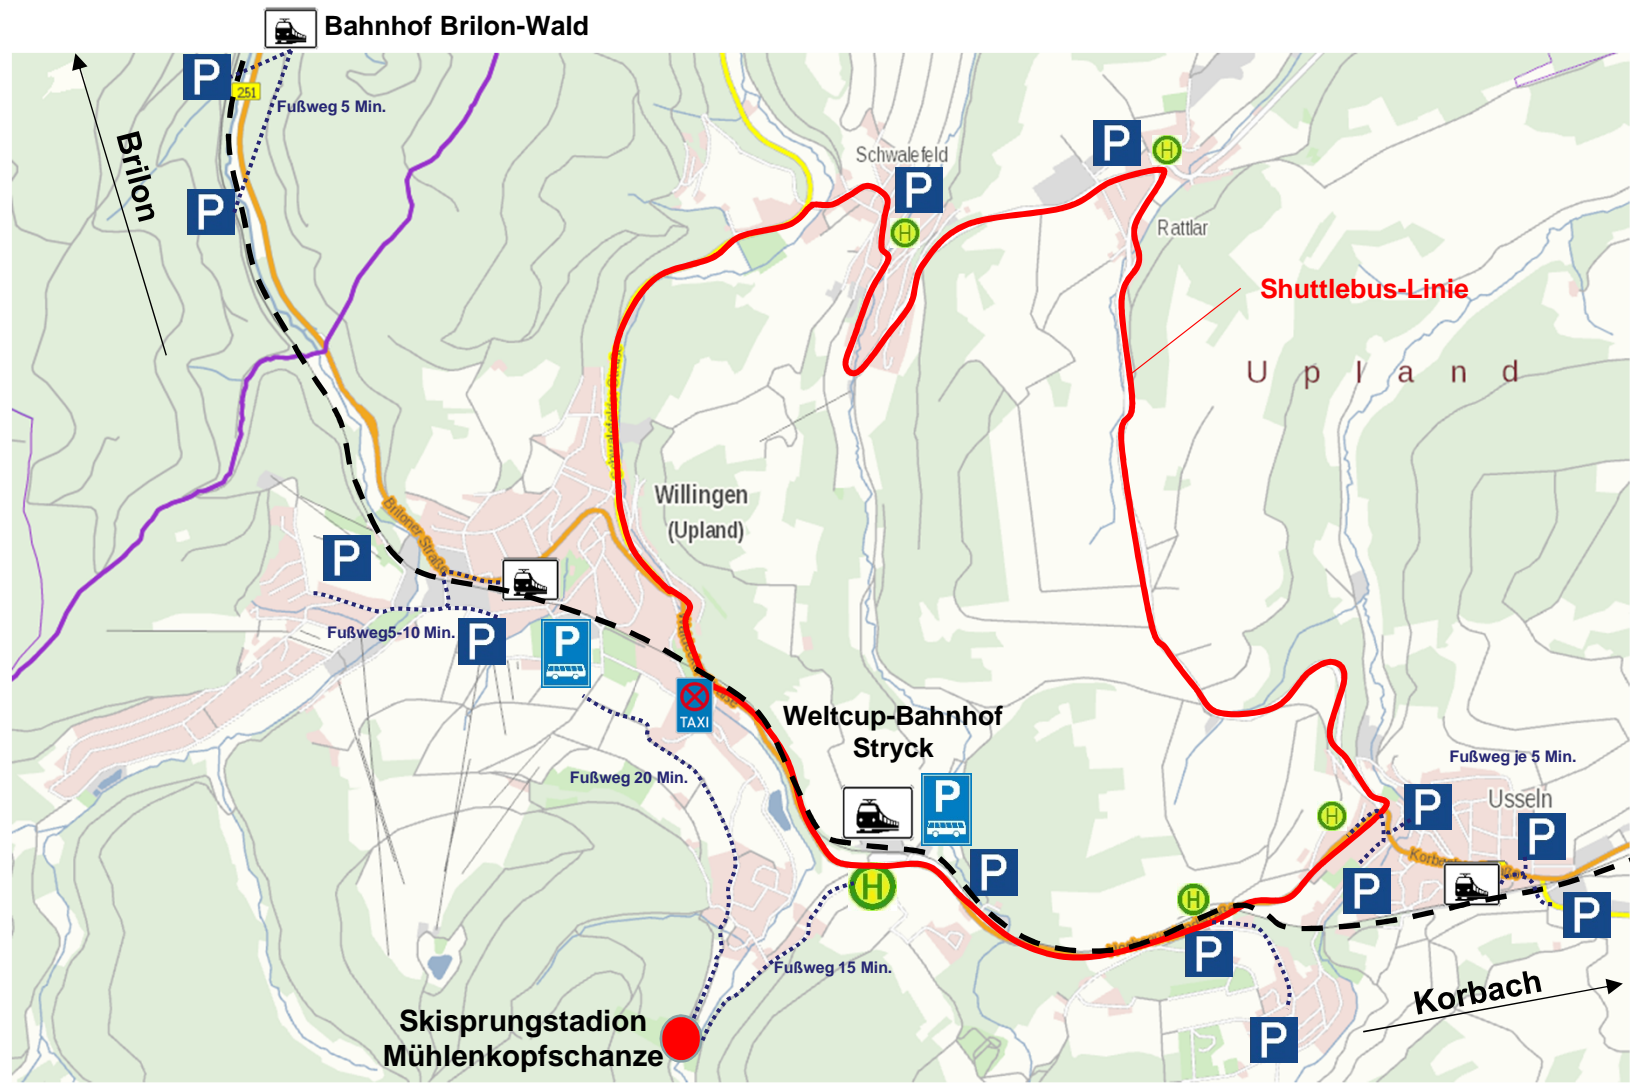 Bahnhof Brilon-Wald
P
251
Fußweg 5 Min.
Brilon
P
Schwalefeld
P
H
P
H
Rattlar
Shuttlebus-Linie
Upland
Willingen
(Upland)
Briloner Straße
P
Fußweg5-10 Min.
P
P
TAXI
Weltcup-Bahnhof
Stryck
Fußweg 20 Min.
P
H
P
Fußweg je 5 Min.
Usseln
H
P
P
P
P
H
P
Fußweg 15 Min.
Korbach
P
Skisprungstadion
Mühlenkopfschanze